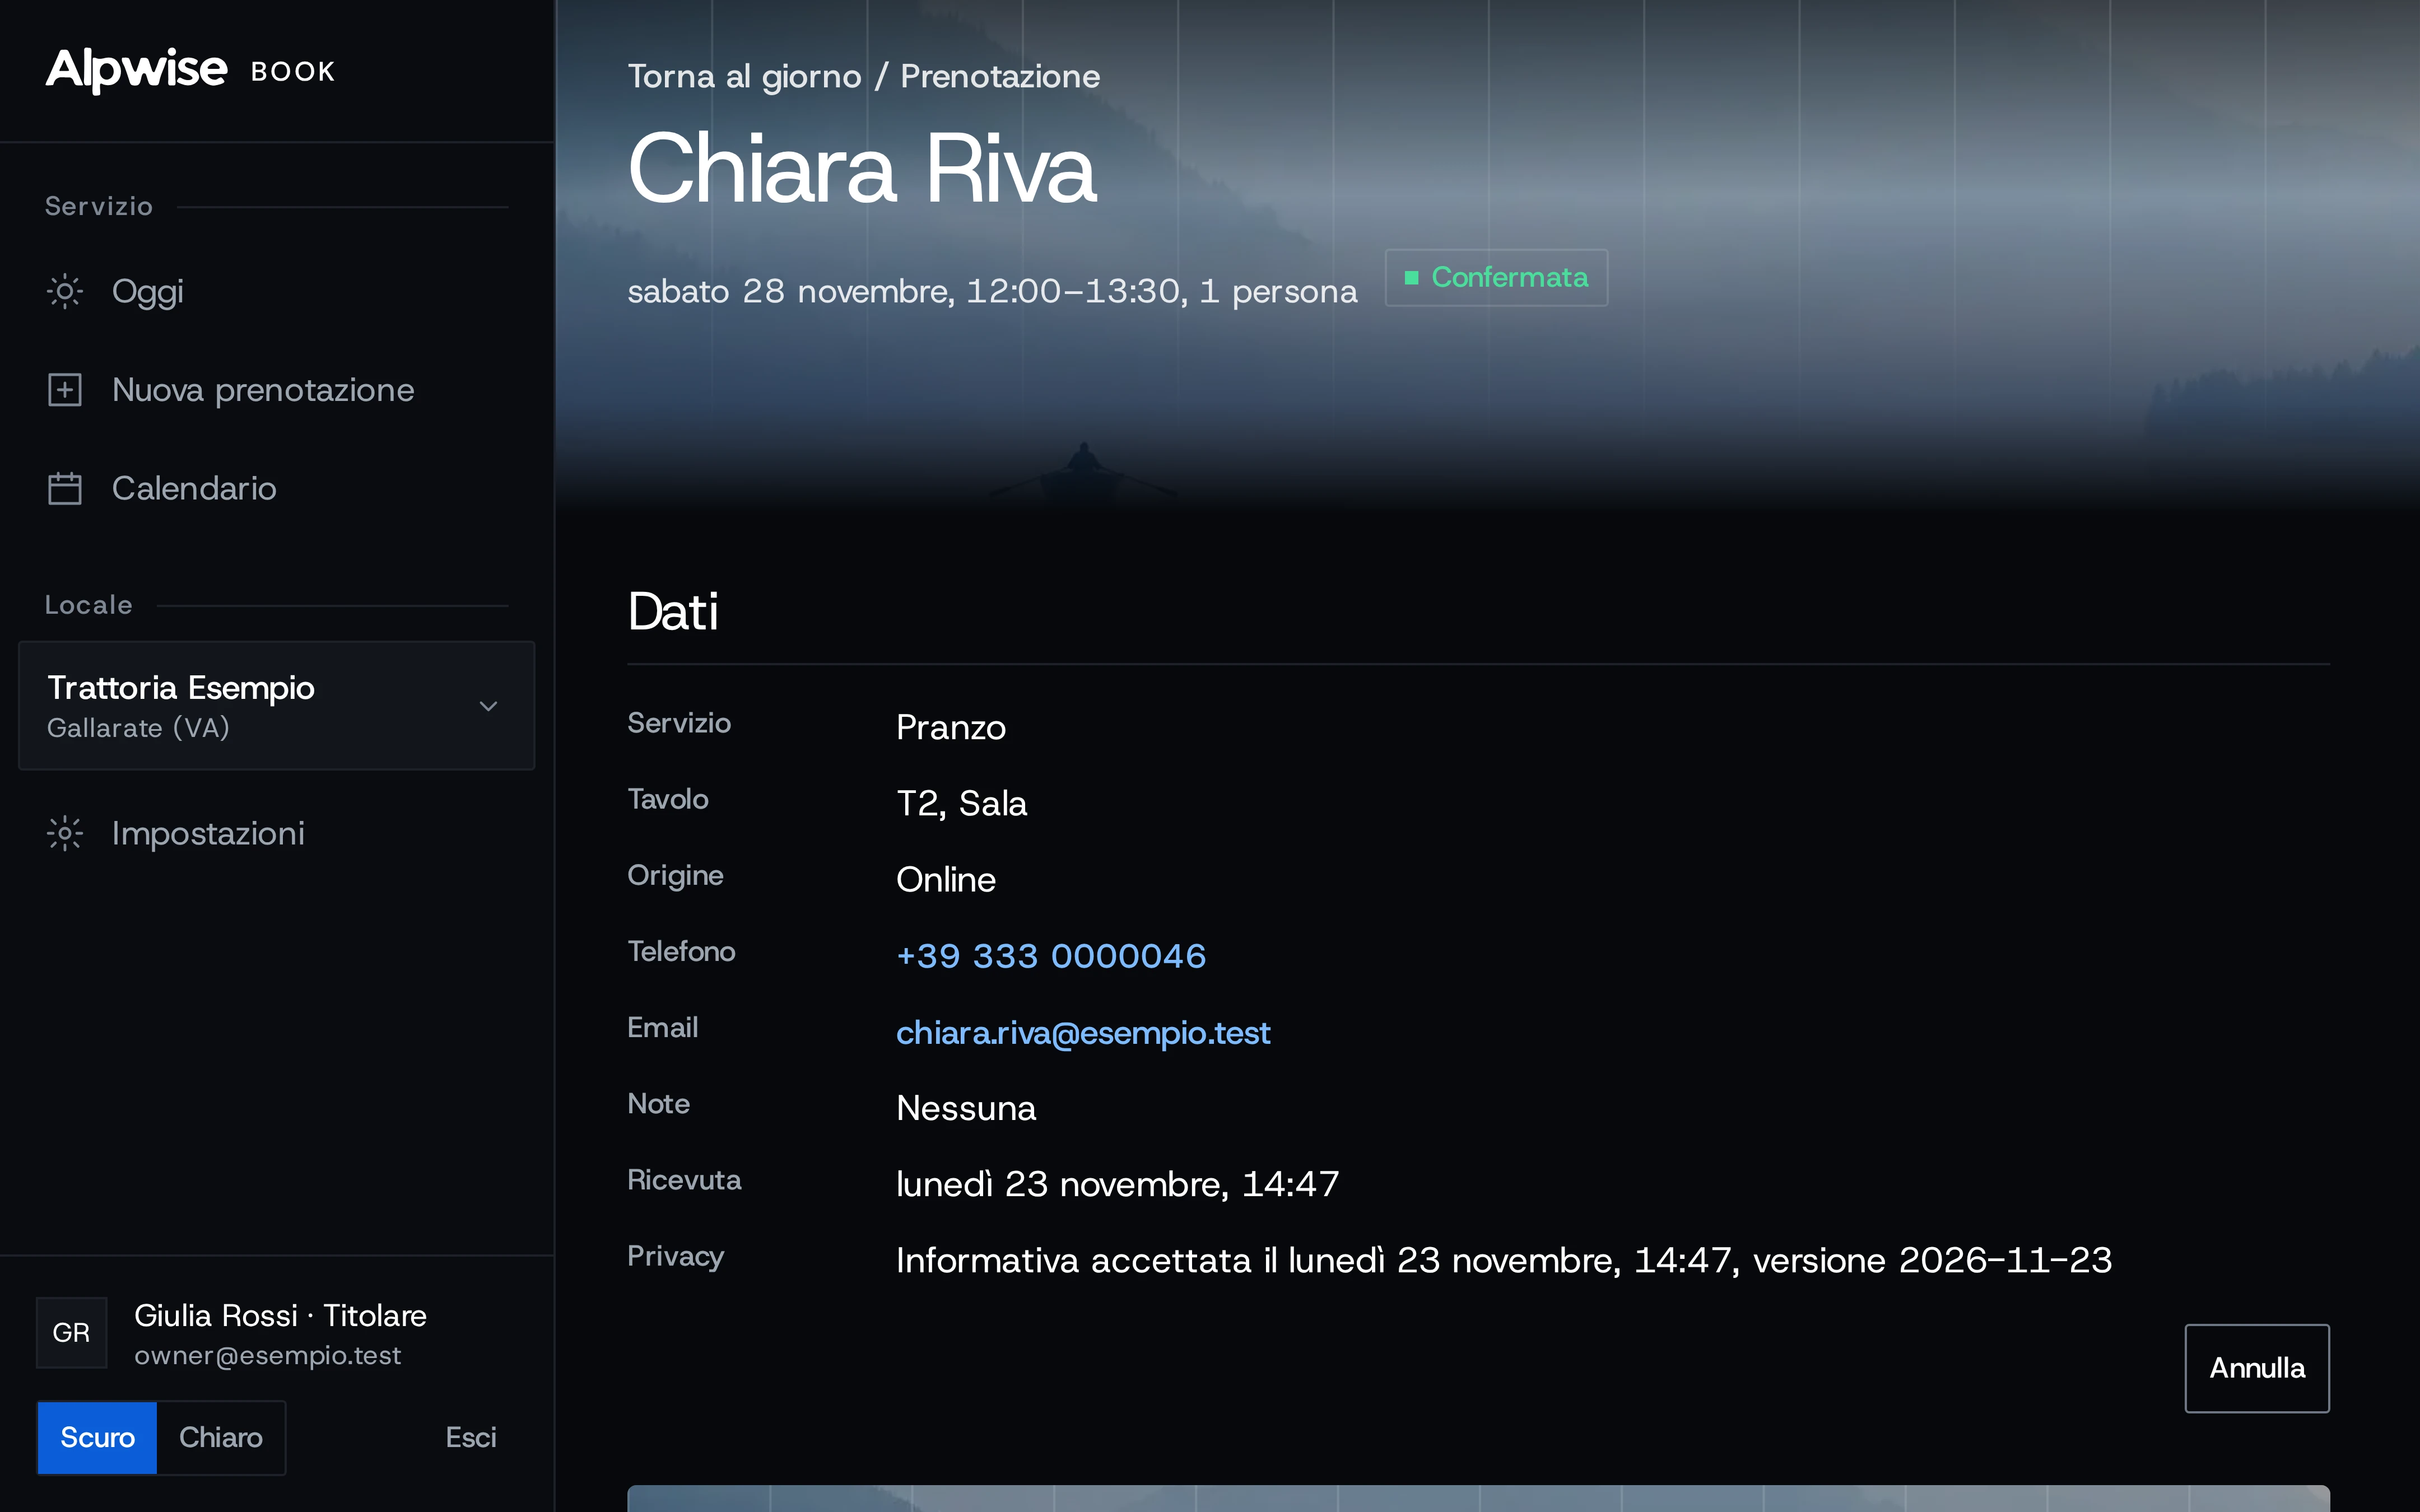 Alpwise BOOK
Servizio
Oggi
Nuova prenotazione
Calendario
Locale
Trattoria Esempio
Gallarate (VA)
Impostazioni
GR
Giulia Rossi · Titolare
owner@esempio.test
Scuro
Chiaro
Esci
Torna al giorno / Prenotazione
Chiara Riva
sabato 28 novembre, 12:00–13:30, 1 persona
Confermata
Dati
Servizio Pranzo
Tavolo T2, Sala
Origine Online
Telefono +39 333 0000046
Email chiara.riva@esempio.test
Note Nessuna
Ricevuta lunedì 23 novembre, 14:47
Privacy Informativa accettata il lunedì 23 novembre, 14:47, versione 2026-11-23
Annulla